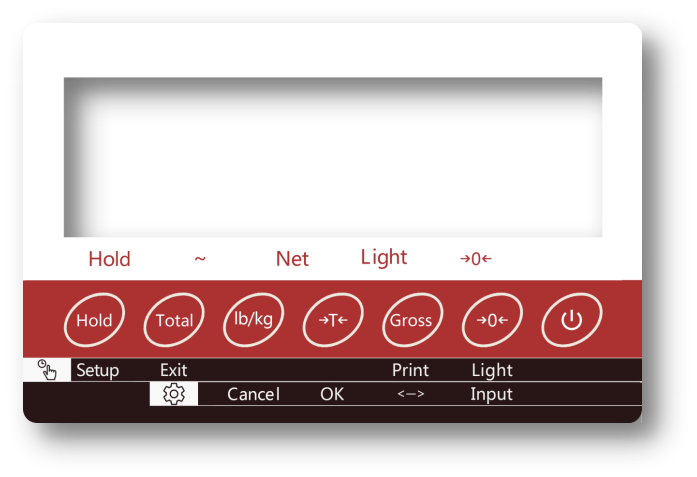 Hold ~ Net Light →0←
Hold Total lb/kg →T← Gross →0←
Setup Exit Print Light
Cancel OK <—> Input